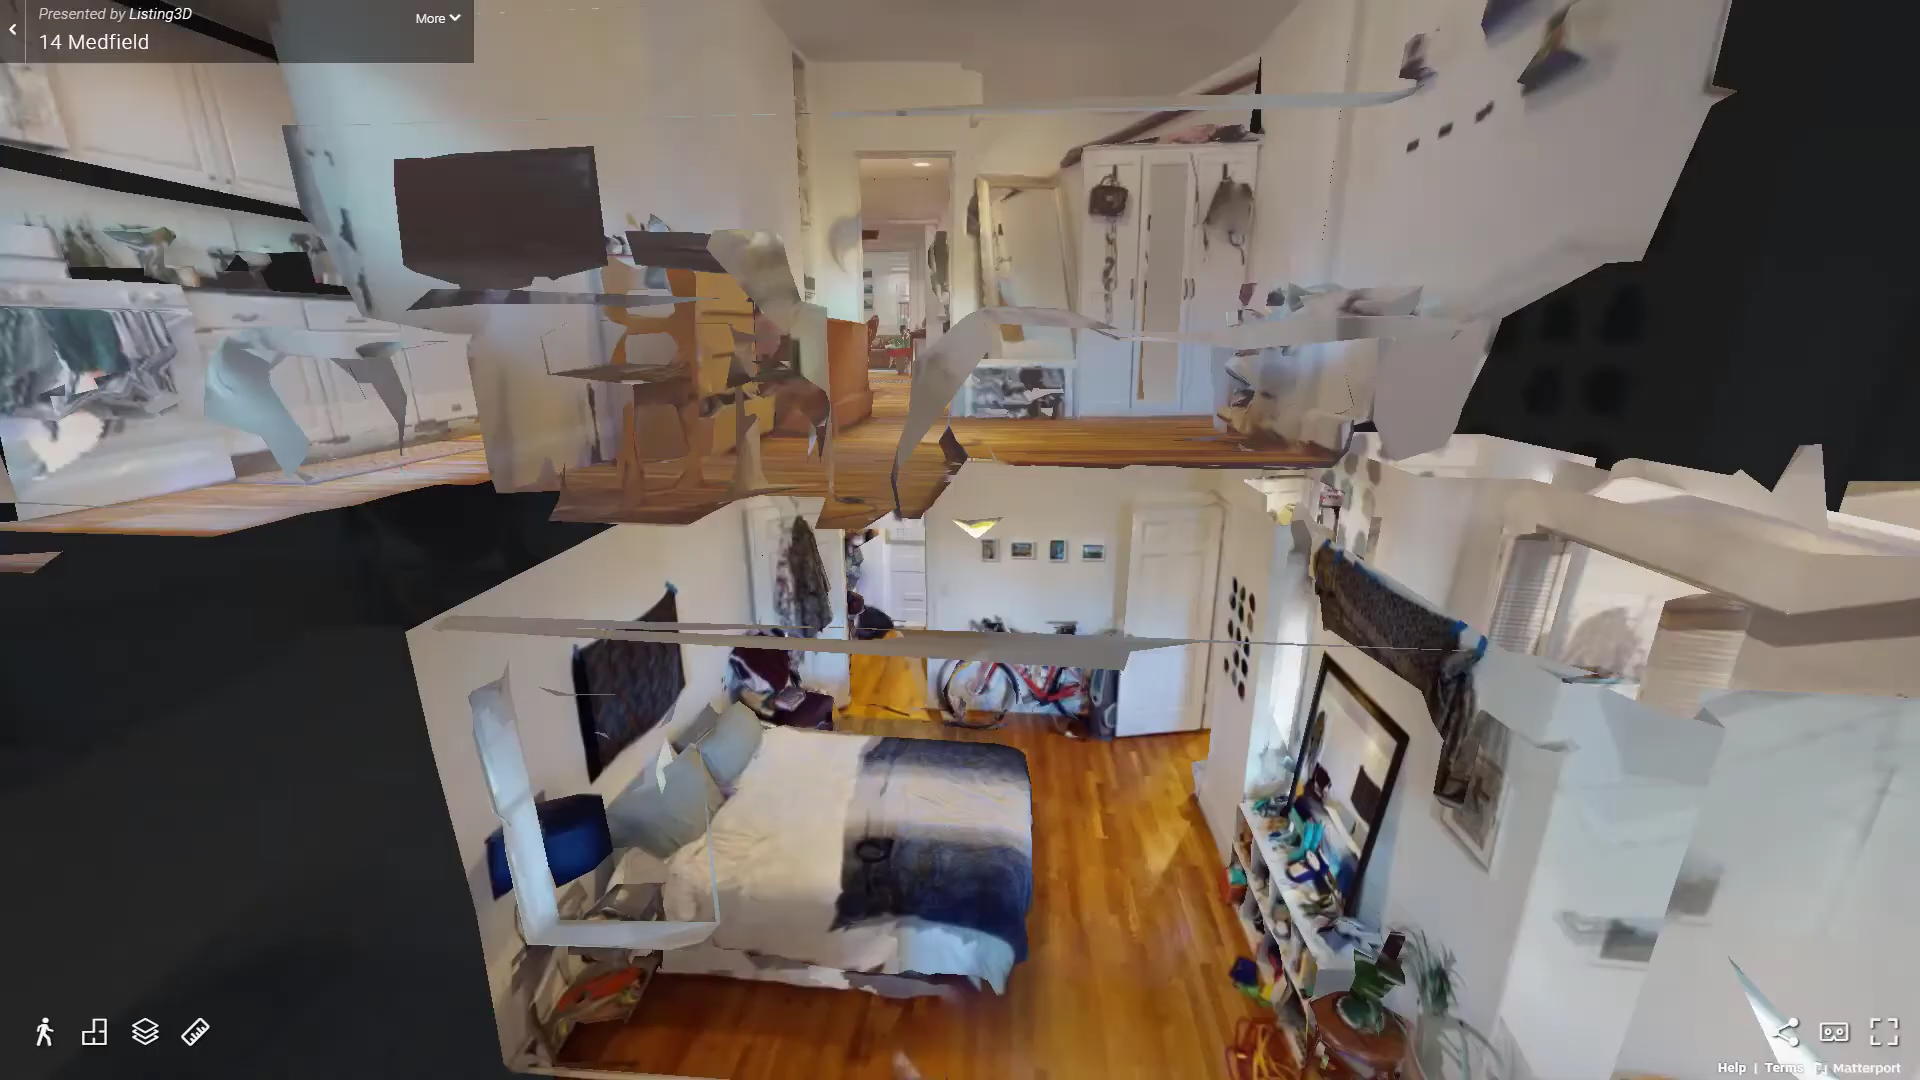 Presented by Listing3D
More
14 Medfield
Help | Terms | Matterport